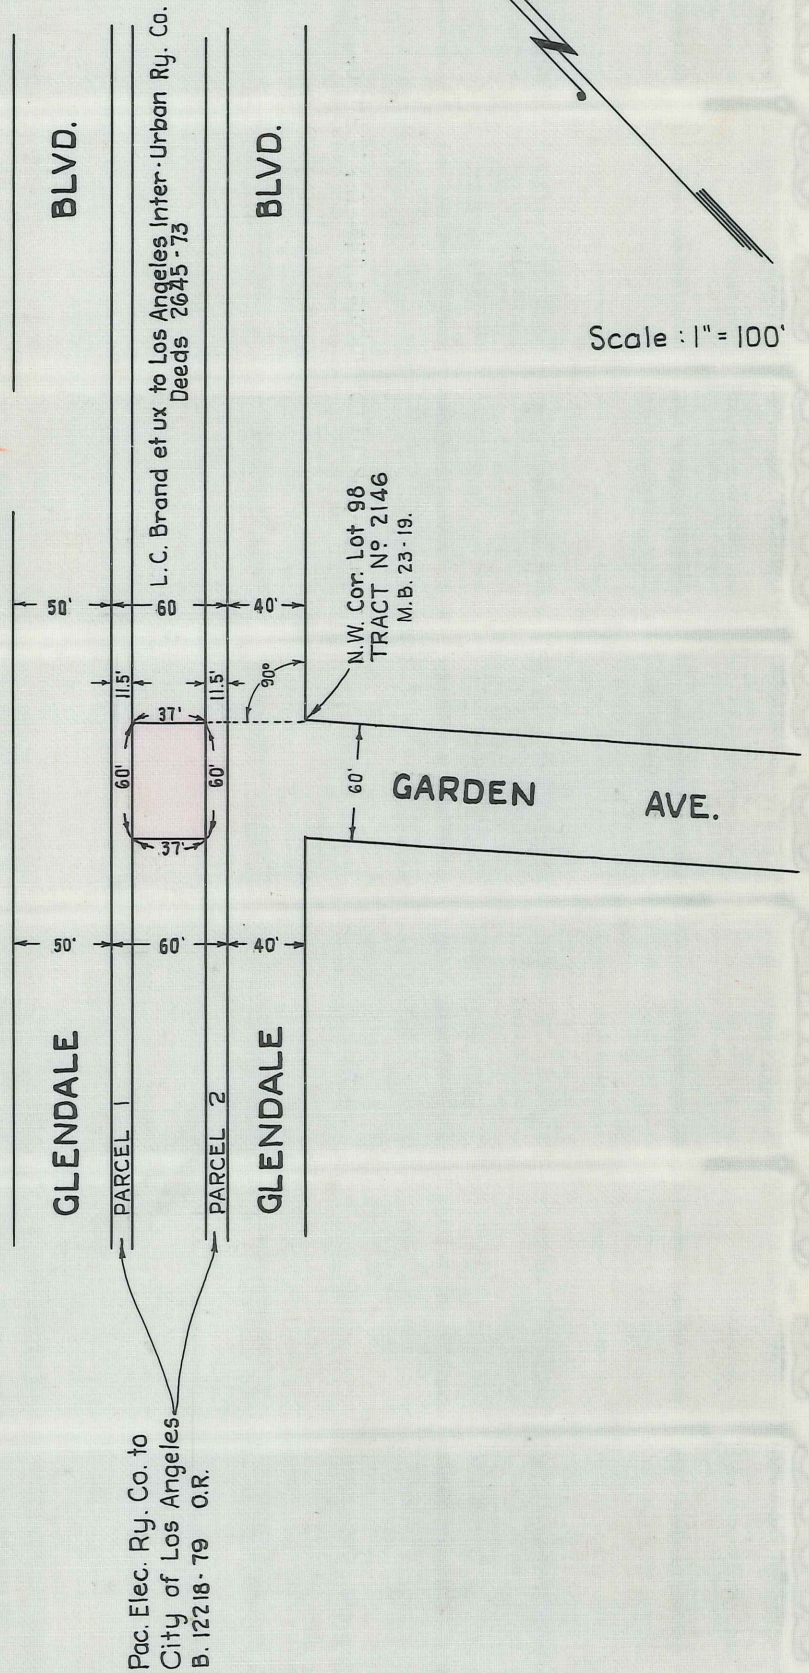 BLVD.
L.C. Brand et ux to Los Angeles Inter-Urban Ry. Co.
Deeds 2645-73
BLVD.
Scale : 1" = 100'
N.W. Cor. Lot 98
TRACT Nº 2146
M.B. 23-19.
50'
60
40'
11.5'
11.5'
90º
37'
60'
60'
37'
60'
GARDEN AVE.
50'
60'
40'
GLENDALE
PARCEL 1
PARCEL 2
GLENDALE
Pac. Elec. Ry. Co. to
City of Los Angeles
B. 12218-79 O.R.